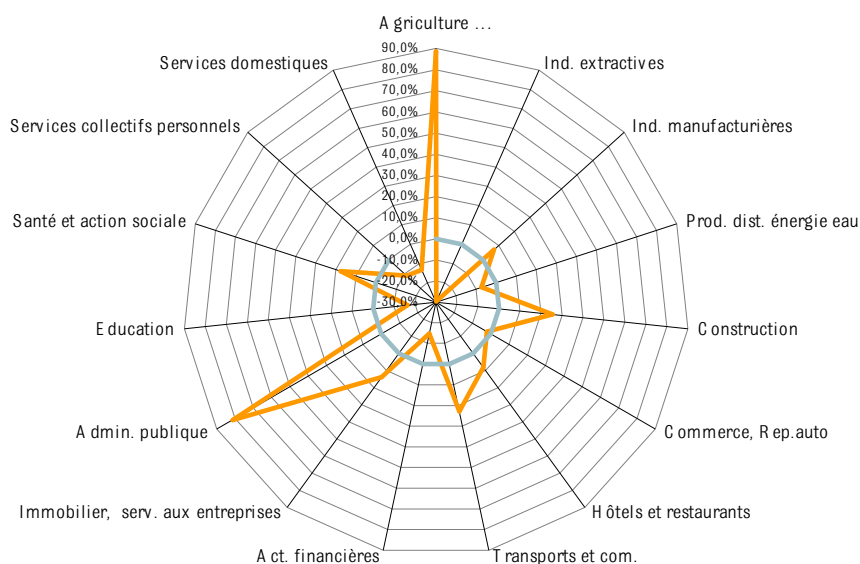 Agriculture ...
90,0%
80,0%
70,0%
60,0%
50,0%
40,0%
30,0%
20,0%
10,0%
0,0%
-10,0%
-20,0%
-30,0%
Ind. extractives
Ind. manufacturières
Prod. dist. énergie eau
Construction
Commerce, Rep.auto
Hôtels et restaurants
Transports et com.
Act. financières
Immobilier, serv. aux entreprises
Admin. publique
Education
Santé et action sociale
Services collectifs personnels
Services domestiques